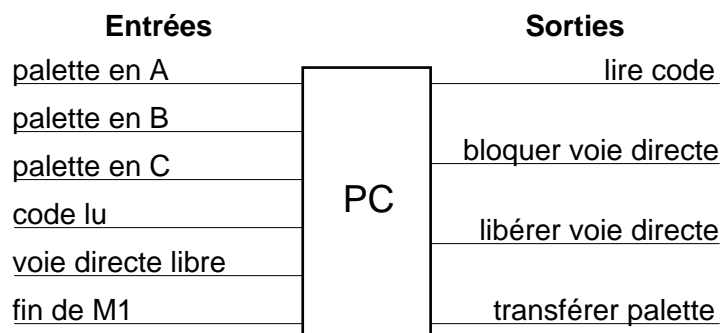 Entrées
palette en A
palette en B
palette en C
code lu
voie directe libre
fin de M1
PC
Sorties
lire code
bloquer voie directe
libérer voie directe
transférer palette